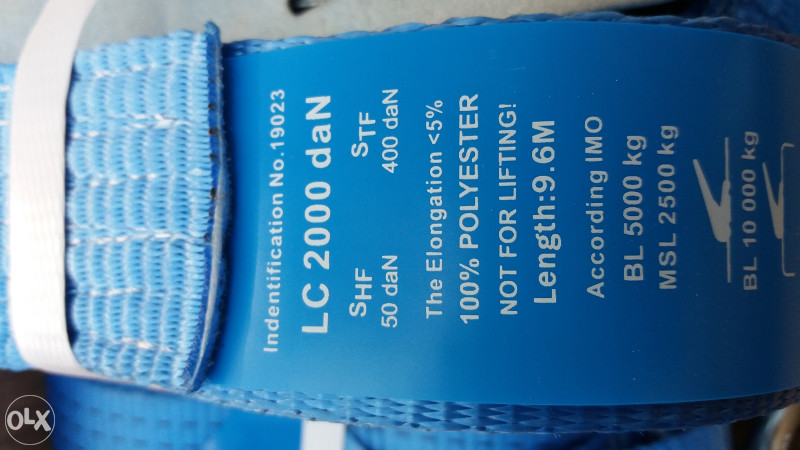 Indentification No.19023
LC 2000 daN
SHF STF
50 daN 400 daN
The Elongation <5%
100% POLYESTER
NOT FOR LIFTING!
Length:9.6M
According IMO
BL 5000 kg
MSL 2500 kg
BL 10 000 kg
OLX